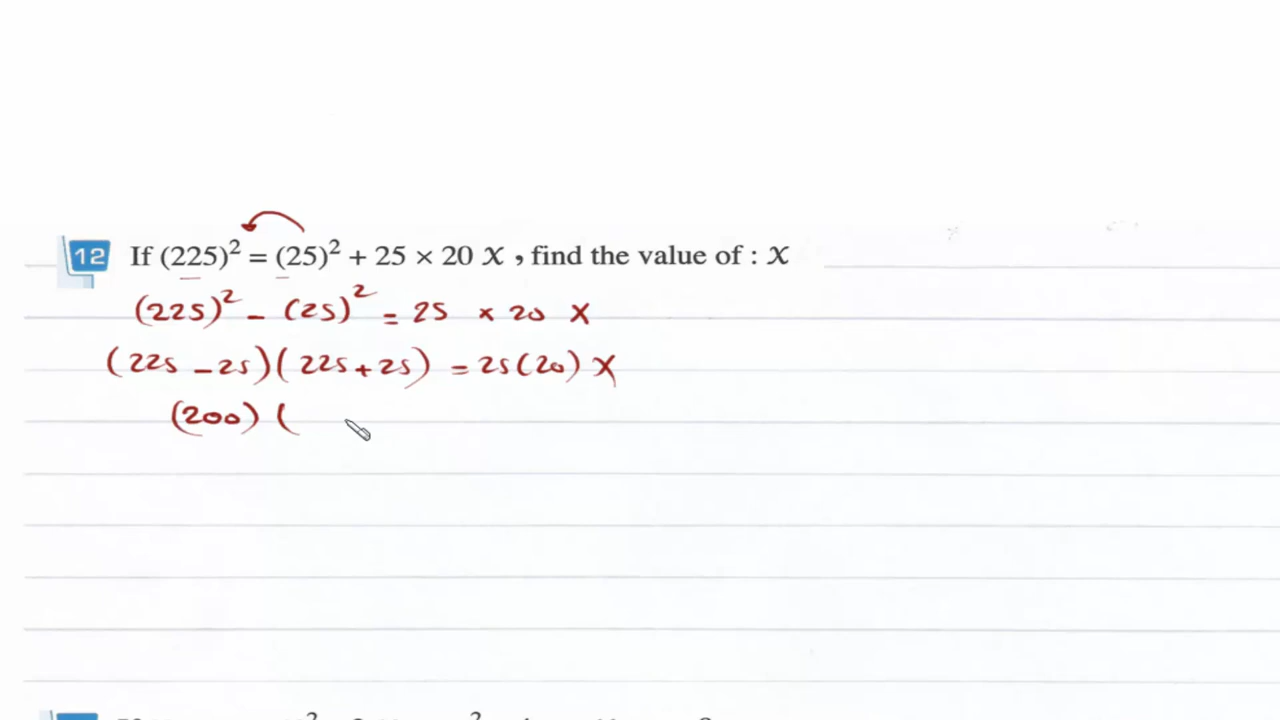 12 If (225)² = (25)² + 25 × 20 X , find the value of : X
(225)² - (25)² = 25 × 20 X
(225 - 25)(225 + 25) = 25(20) X
(200) (